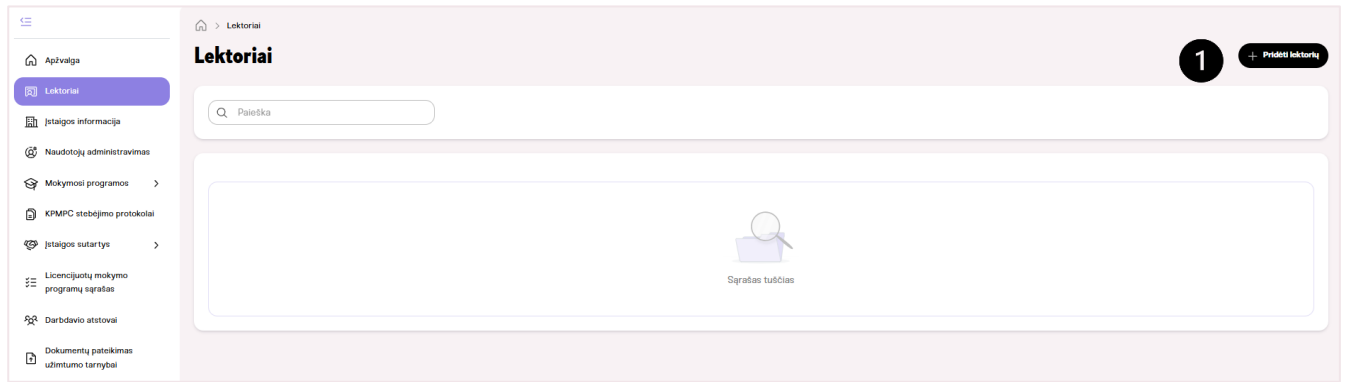 Lektoriai
Lektoriai
1
Pridėti lektorių
Paieška
Sąrašas tuščias
Apžvalga
Lektoriai
Įstaigos informacija
Naudotojų administravimas
Mokymosi programos
KPMPC stebėjimo protokolai
Įstaigos sutartys
Licencijuotų mokymo
programų sąrašas
Darbdavio atstovai
Dokumentų pateikimas
užimtumo tarnybai